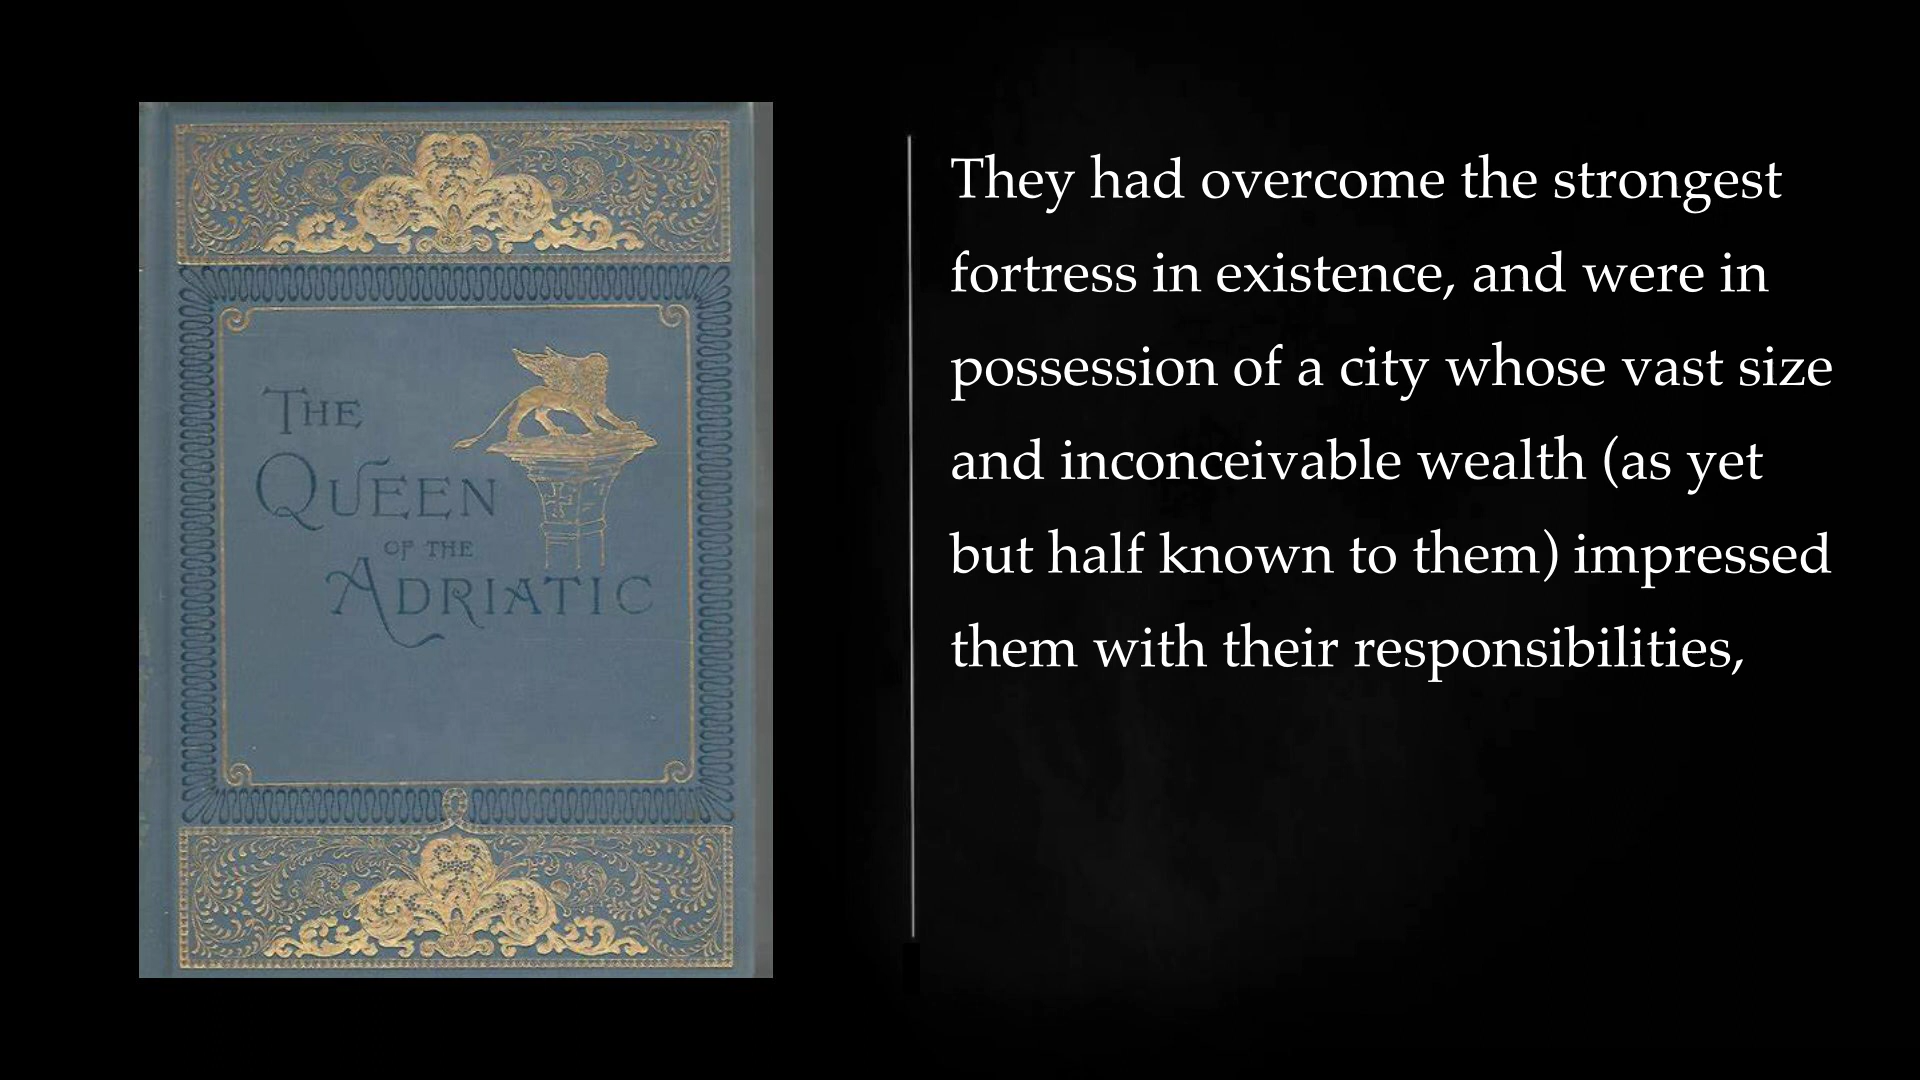 THE
QUEEN
OF THE
ADRIATIC
They had overcome the strongest
fortress in existence, and were in
possession of a city whose vast size
and inconceivable wealth (as yet
but half known to them) impressed
them with their responsibilities,